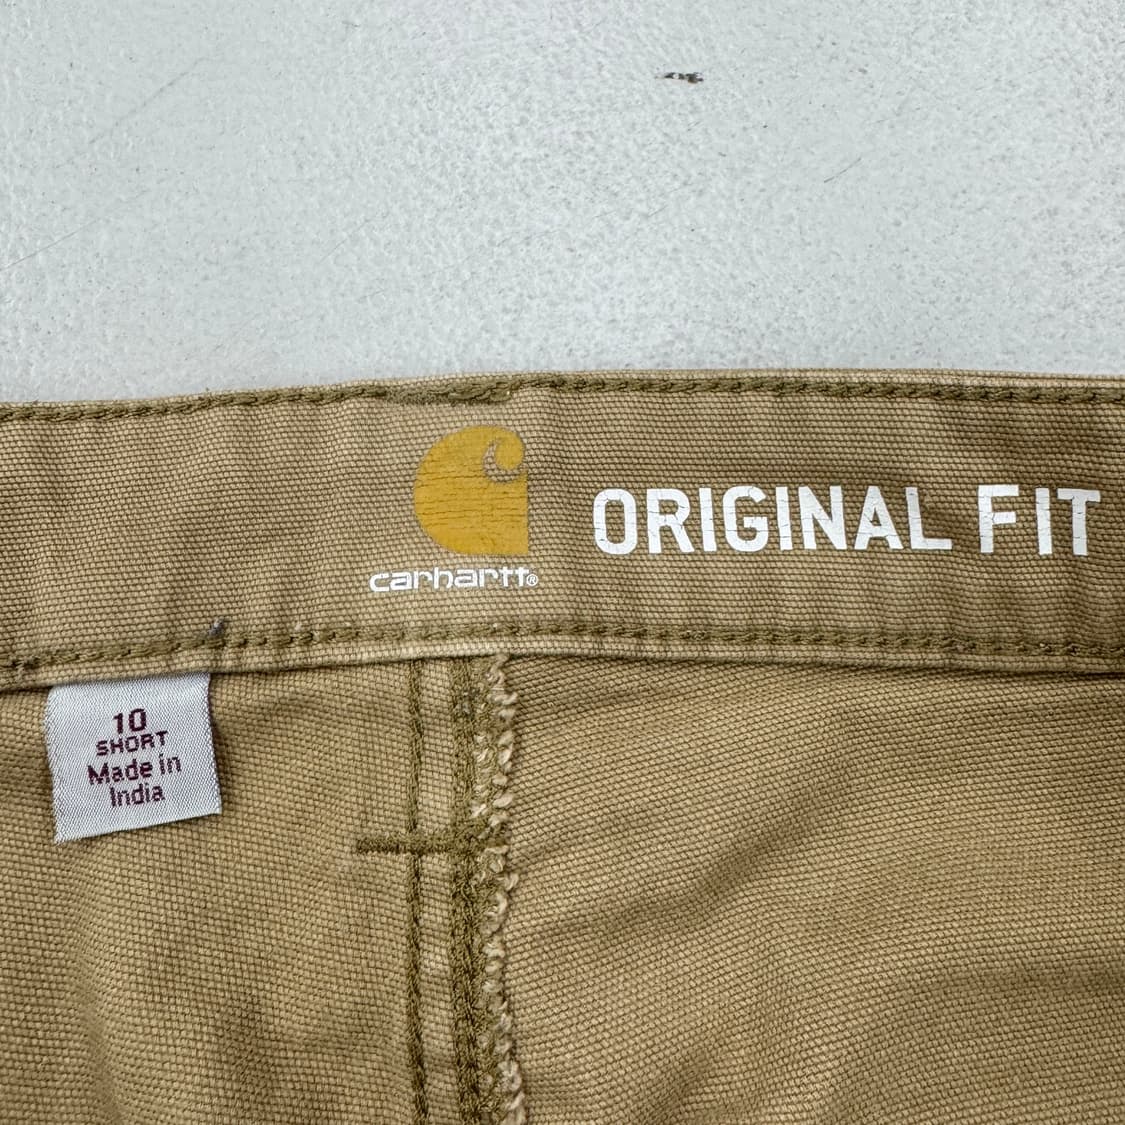 ORIGINAL FIT
carhartt®
10
SHORT
Made in
India